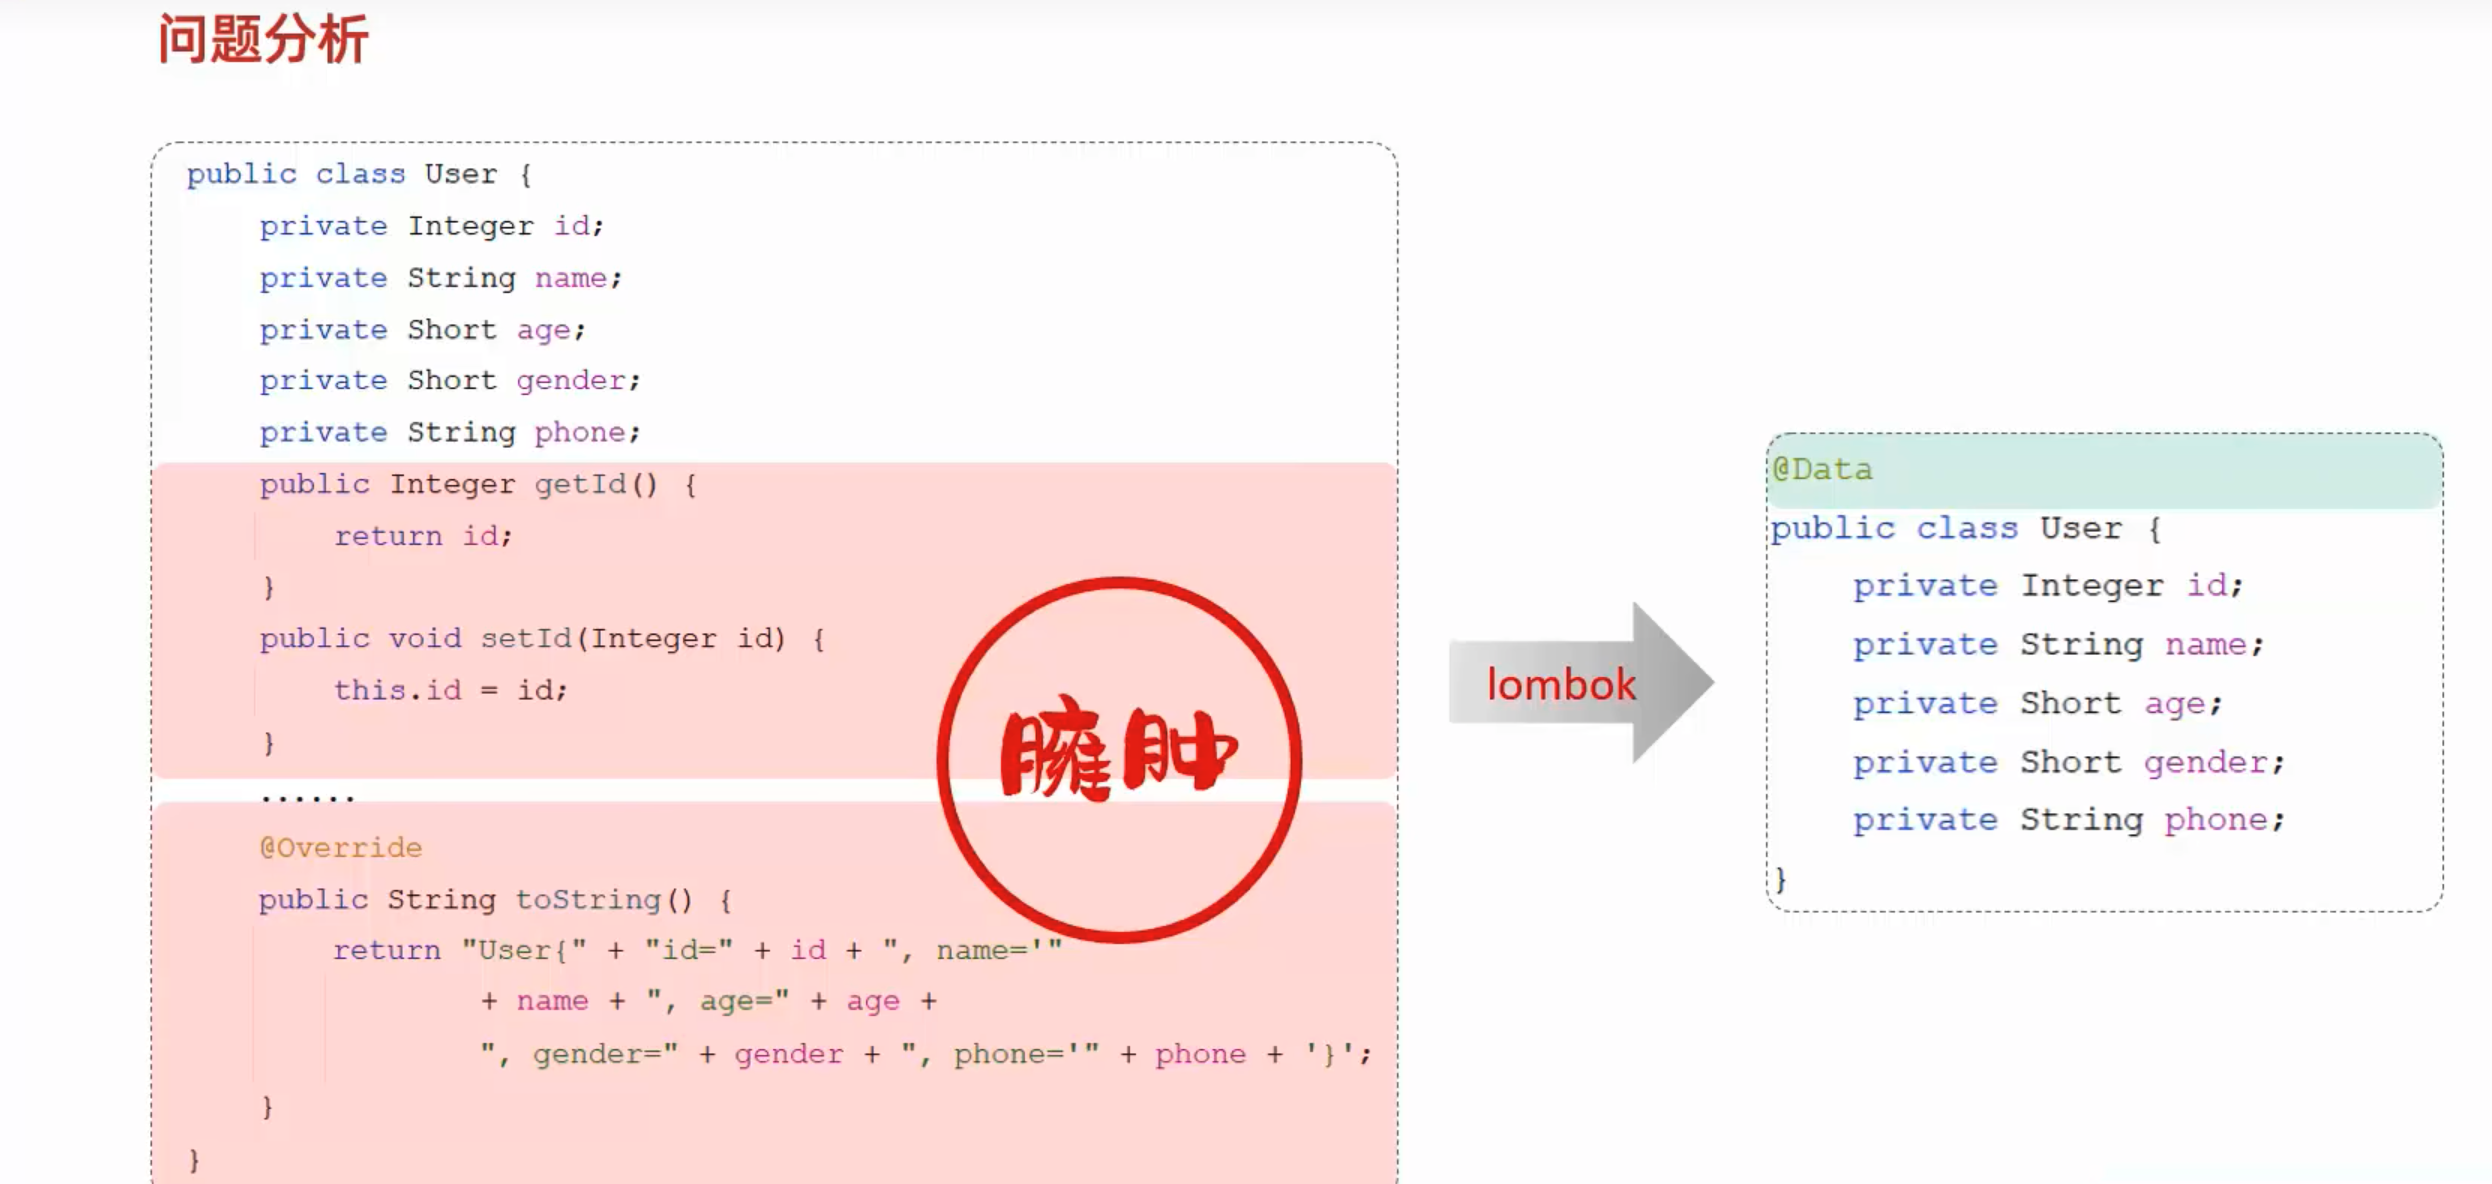 问题分析
public class User {
private Integer id;
private String name;
private Short age;
private Short gender;
private String phone;
public Integer getId() {
return id;
}
public void setId(Integer id) {
this.id = id;
}
......
@Override
public String toString() {
return "User{" + "id=" + id + ", name='"
+ name + ", age=" + age +
", gender=" + gender + ", phone='" + phone + '}';
}
}
臃肿
lombok
@Data
public class User {
private Integer id;
private String name;
private Short age;
private Short gender;
private String phone;
}